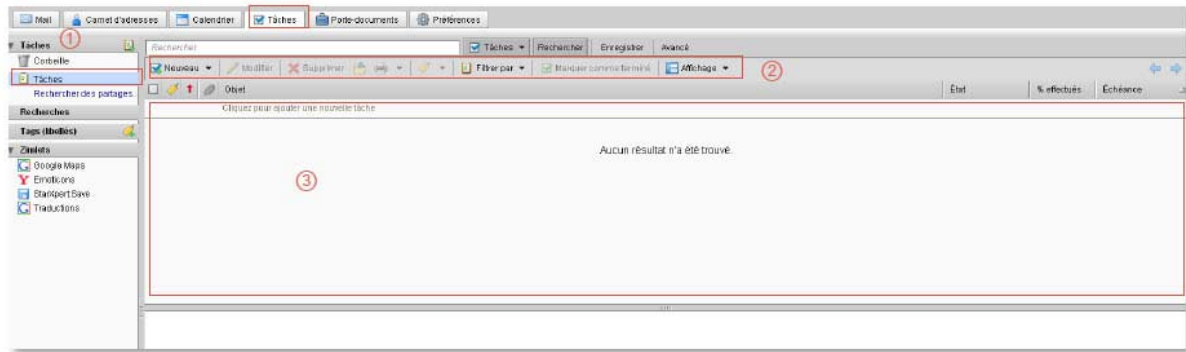 Mail Carnet d'adresses Calendrier Tâches Porte-documents Préférences
①
Tâches
Corbeille
Tâches
Rechercher des partages
Recherches
Tags (libellés)
Zimlets
Google Maps
Emoticons
Traductions
Rechercher Tâches Rechercher Enregistrer Avancé
Nouveau Modifier Supprimer Filtrer par Marquer comme terminé Affichage ②
Objet État % effectués Échéance
Cliquez pour ajouter une nouvelle tâche
Aucun résultat n'a été trouvé.
③